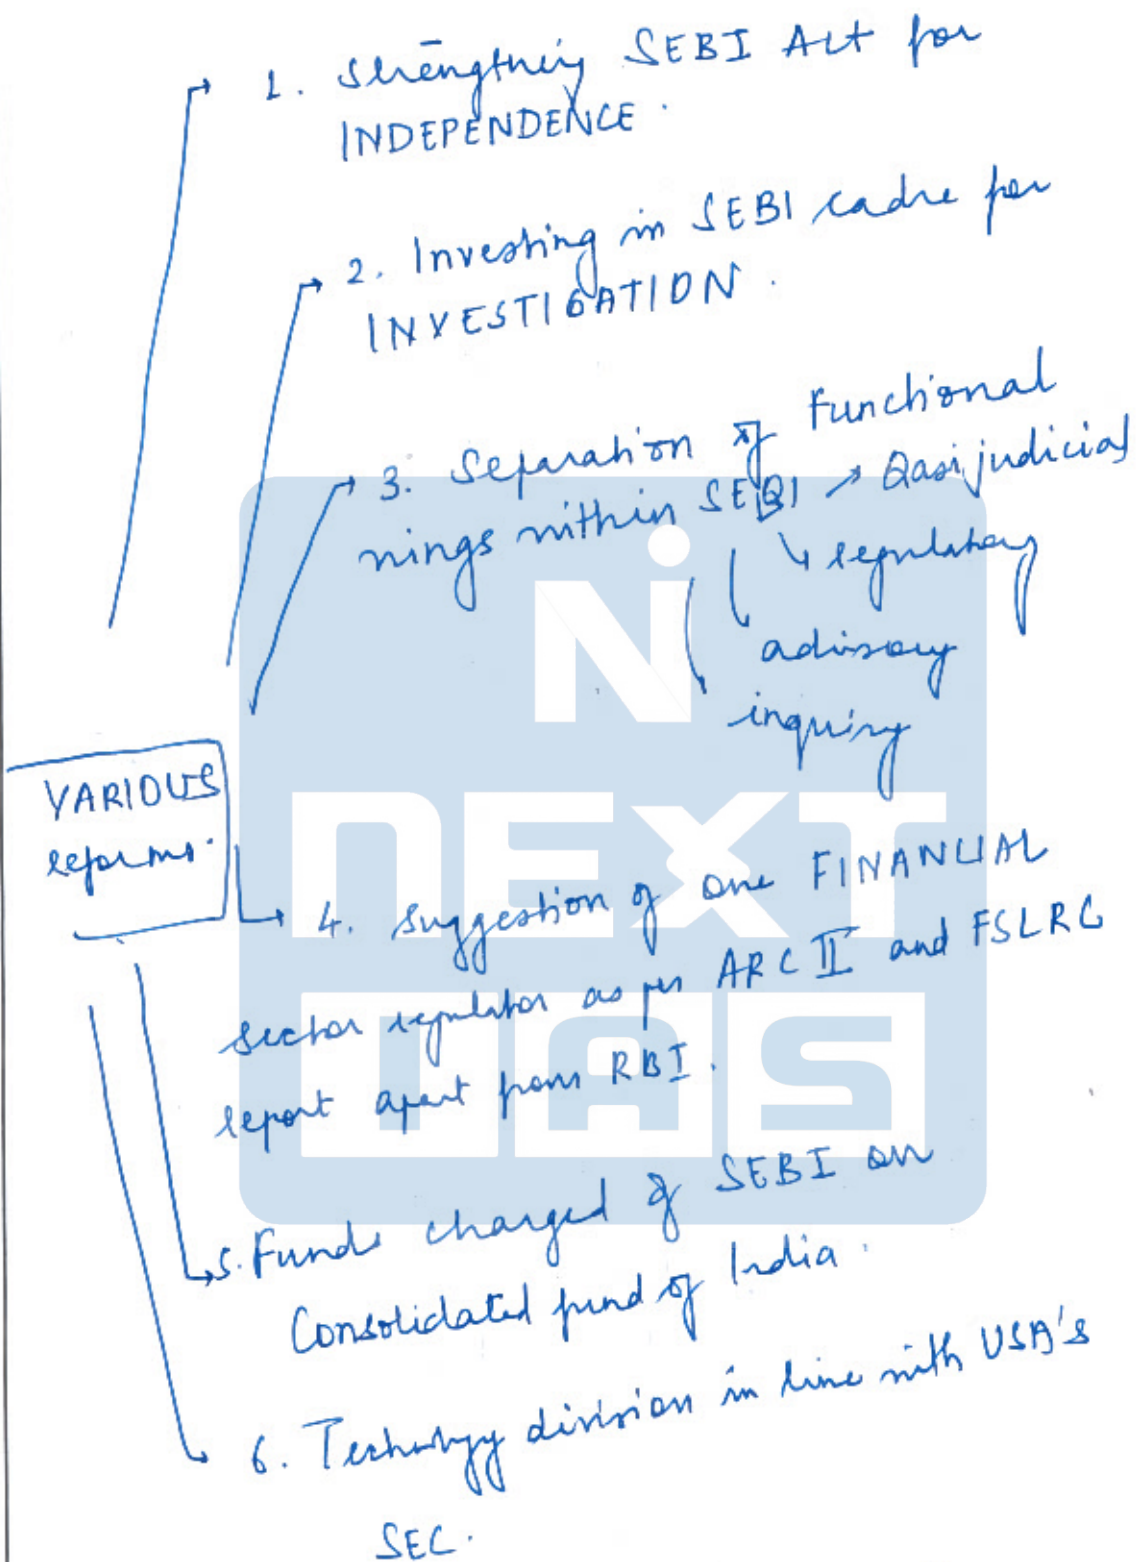 1. Strengthing SEBI Act for
INDEPENDENCE.
2. Investing in SEBI cadre for
INVESTIGATION.
3. Separation of Functional
wings within SEBI → Qasi judicial
↳ regulatory
advisory
inquiry
VARIOUS
reforms.
4. suggestion of one FINANCIAL
sector regulator as per ARC II and FSLRC
report apart from RBI.
5. Funds charged of SEBI on
Consolidated fund of India.
6. Technology division in line with USA's
SEC.
NEXT
IAS